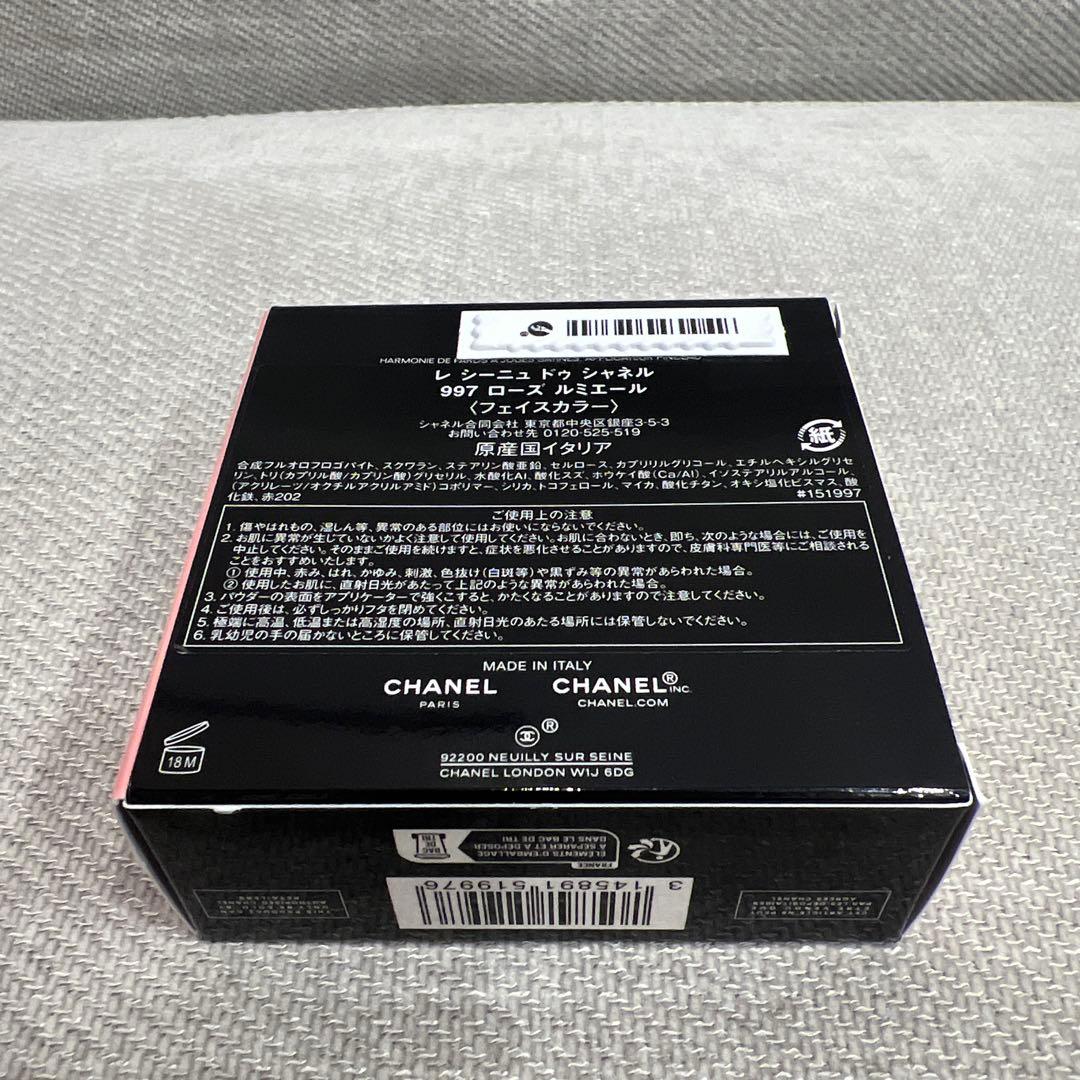 HARMONIE DE FARDS À JOUES SATINÉS, APPLICATEUR PINCEAU
レ シーニュ ドゥ シャネル
997 ローズ ルミエール
〈フェイスカラー〉
シャネル合同会社 東京都中央区銀座3-5-3
お問い合わせ先 0120-525-519
原産国イタリア
紙
合成フルオロフロゴパイト、スクワラン、ステアリン酸亜鉛、セルロース、カプリリルグリコール、エチルヘキシルグリセ
リン、トリ(カプリル酸/カプリン酸)グリセリル、水酸化Al、酸化スズ、ホウケイ酸(Ca/Al)、イソステアリルアルコール、
(アクリレーツ/オクチルアクリルアミド)コポリマー、シリカ、トコフェロール、マイカ、酸化チタン、オキシ塩化ビスマス、酸
化鉄、赤202
#151997
ご使用上の注意
1. 傷やはれもの、湿しん等、異常のある部位にはお使いにならないでください。
2. お肌に異常が生じていないかよく注意して使用してください。お肌に合わないとき、即ち、次のような場合には、ご使用を
中止してください。そのままご使用を続けますと、症状を悪化させることがありますので、皮膚科専門医等にご相談される
ことをおすすめいたします。
① 使用中、赤み、はれ、かゆみ、刺激、色抜け(白斑等)や黒ずみ等の異常があらわれた場合。
② 使用したお肌に、直射日光があたって上記のような異常があらわれた場合。
3. パウダーの表面をアプリケーターで強くこすると、かたくなることがありますので注意してください。
4. ご使用後は、必ずしっかりフタを閉めてください。
5. 極端に高温、低温または高湿度の場所、直射日光のあたる場所には保管しないでください。
6. 乳幼児の手の届かないところに保管してください。
MADE IN ITALY
CHANEL
PARIS
CHANEL® INC.
CHANEL.COM
®
18 M
92200 NEUILLY SUR SEINE
CHANEL LONDON W1J 6DG
FRANCE
ÉLÉMENTS D'EMBALLAGE
À SÉPARER ET À DÉPOSER
DANS LE BAC DE TRI
BAC
DE
TRI
3 145891 519976
CET ARTICLE NE PEUT
ÊTRE VENDU QUE
PAR LES DÉPOSITAIRES
AGRÉÉS CHANEL
THIS PRODUCT CAN